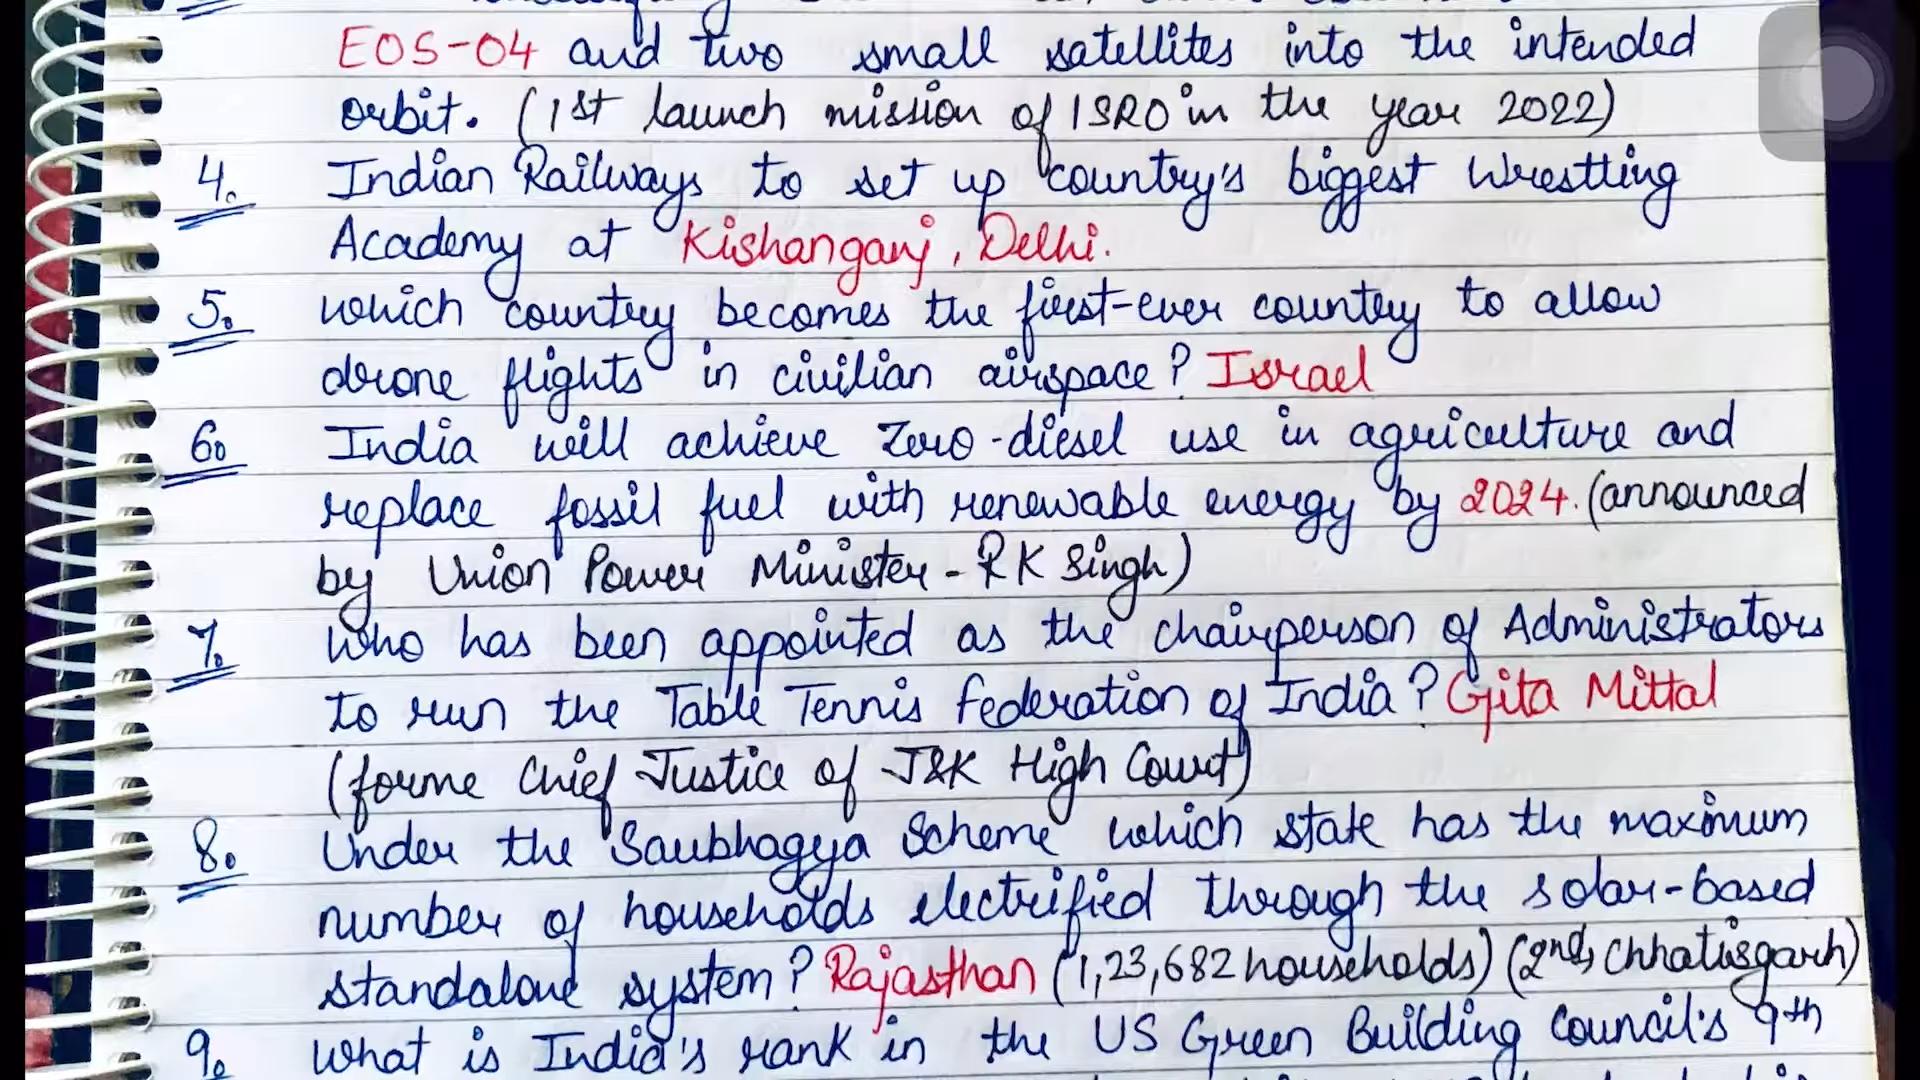 EOS-04 and two small satellites into the intended
orbit. (1st launch mission of ISRO in the year 2022)
4. Indian Railways to set up country's biggest Wrestling
Academy at Kishanganj, Delhi.
5. which country becomes the first-ever country to allow
drone flights in civilian airspace? Israel
6. India will achieve Zero-diesel use in agriculture and
replace fossil fuel with renewable energy by 2024. (announced
by Union Power Minister - RK Singh)
7. Who has been appointed as the chairperson of Administrators
to run the Table Tennis Federation of India? Gita Mittal
(forme Chief Justice of J&K High Court)
8. Under the Saubhagya Scheme which state has the maximum
number of households electrified through the solar-based
standalone system? Rajasthan (1,23,682 households) (2nd, Chhatisgarh)
9. What is India's rank in the US Green Building Council's 9th